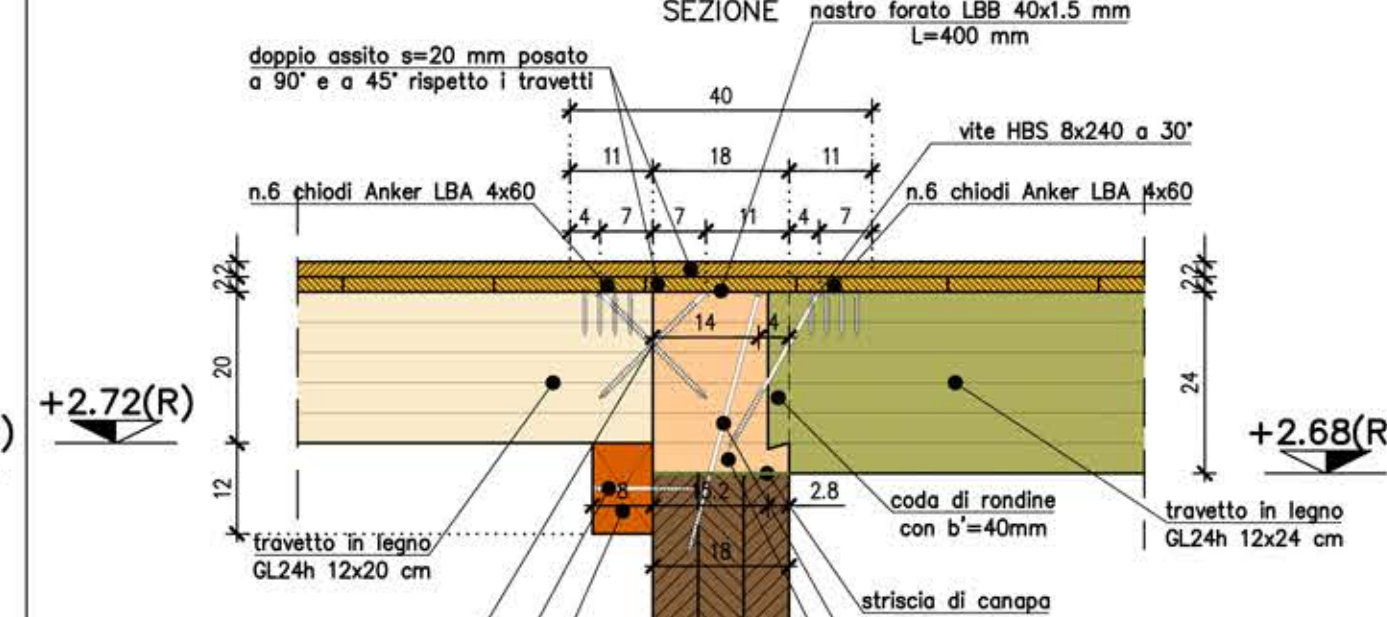 SEZIONE
nastro forato LBB 40x1.5 mm
L=400 mm
doppio assito s=20 mm posato
a 90° e a 45° rispetto i travetti
40
vite HBS 8x240 a 30°
11 18 11
n.6 chiodi Anker LBA 4x60
n.6 chiodi Anker LBA 4x60
4 7 7 11 4 7
22
22
14 4
20
24
+2.72(R)
)
+2.68(R
12
8 15.2 2.8
coda di rondine
con b'=40mm
travetto in legno
GL24h 12x24 cm
travetto in legno
GL24h 12x20 cm
18
striscia di canapa